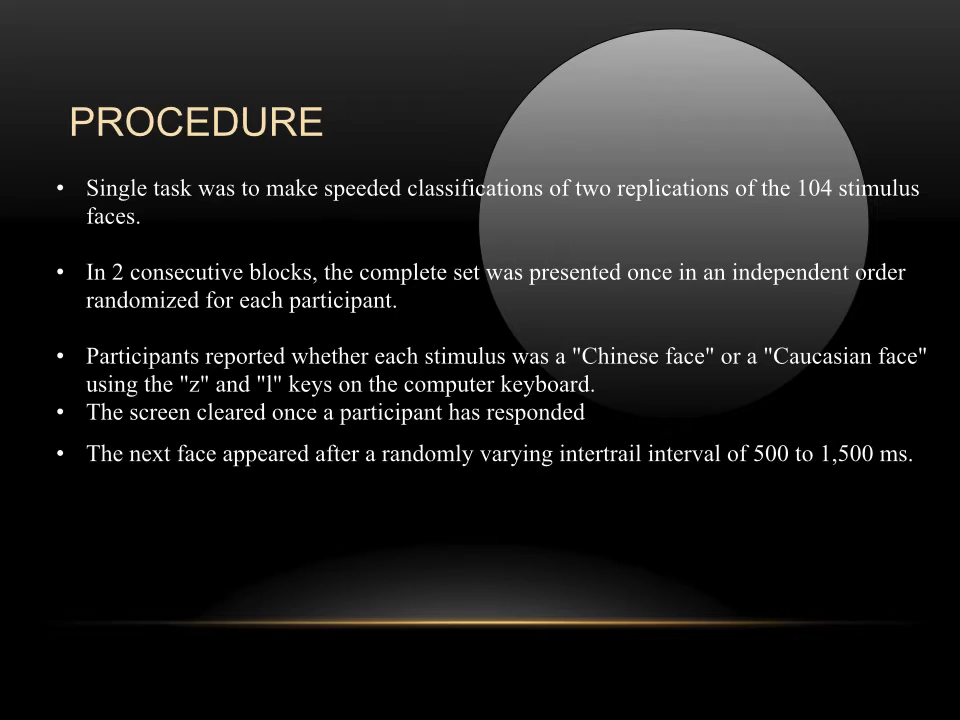 PROCEDURE
• Single task was to make speeded classifications of two replications of the 104 stimulus
faces.
• In 2 consecutive blocks, the complete set was presented once in an independent order
randomized for each participant.
• Participants reported whether each stimulus was a "Chinese face" or a "Caucasian face"
using the "z" and "l" keys on the computer keyboard.
• The screen cleared once a participant has responded
• The next face appeared after a randomly varying intertrail interval of 500 to 1,500 ms.